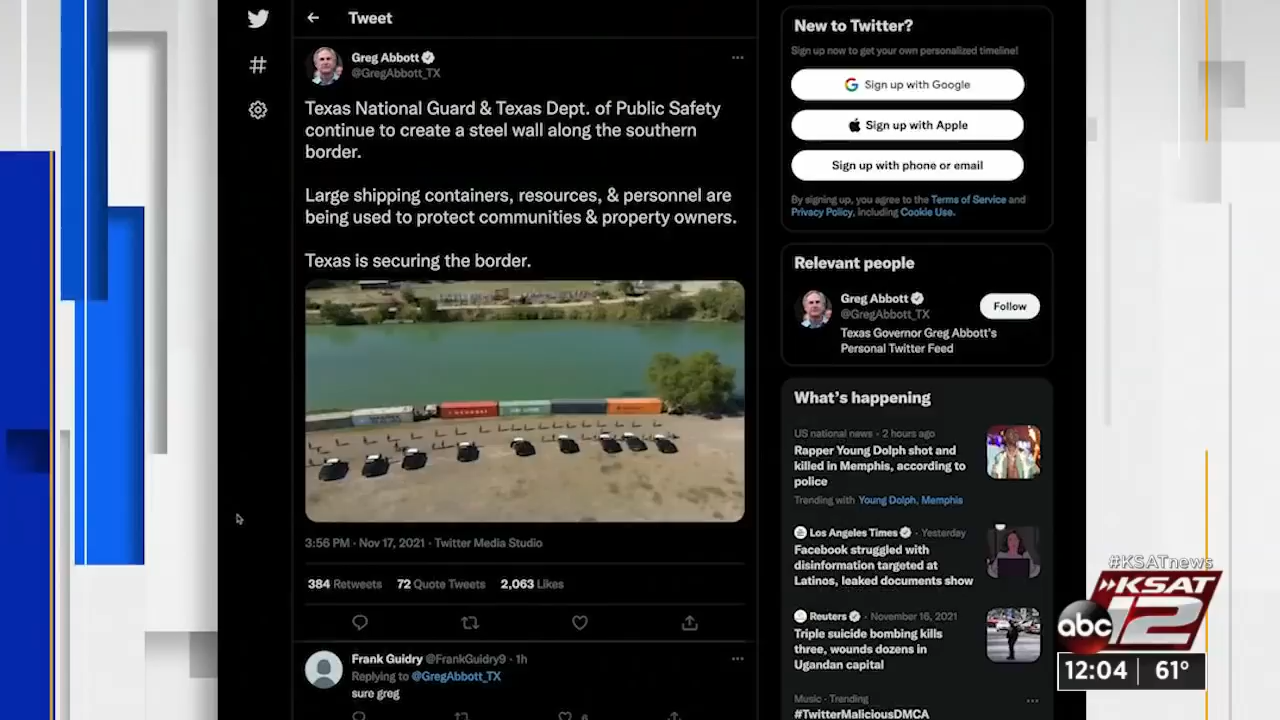 Tweet
Greg Abbott
@GregAbbott_TX
Texas National Guard & Texas Dept. of Public Safety
continue to create a steel wall along the southern
border.
Large shipping containers, resources, & personnel are
being used to protect communities & property owners.
Texas is securing the border.
3:56 PM · Nov 17, 2021 · Twitter Media Studio
384 Retweets 72 Quote Tweets 2,063 Likes
Frank Guidry @FrankGuidry9 · 1h
Replying to @GregAbbott_TX
sure greg
New to Twitter?
Sign up now to get your own personalized timeline!
Sign up with Google
Sign up with Apple
Sign up with phone or email
By signing up, you agree to the Terms of Service and
Privacy Policy, including Cookie Use.
Relevant people
Greg Abbott
@GregAbbott_TX
Follow
Texas Governor Greg Abbott's
Personal Twitter Feed
What's happening
US national news · 2 hours ago
Rapper Young Dolph shot and
killed in Memphis, according to
police
Trending with Young Dolph, Memphis
Los Angeles Times · Yesterday
Facebook struggled with
disinformation targeted at
Latinos, leaked documents show
Reuters · November 16, 2021
Triple suicide bombing kills
three, wounds dozens in
Ugandan capital
Music · Trending
#TwitterMaliciousDMCA
#KSATnews
KSAT
abc 12
12:04 61°